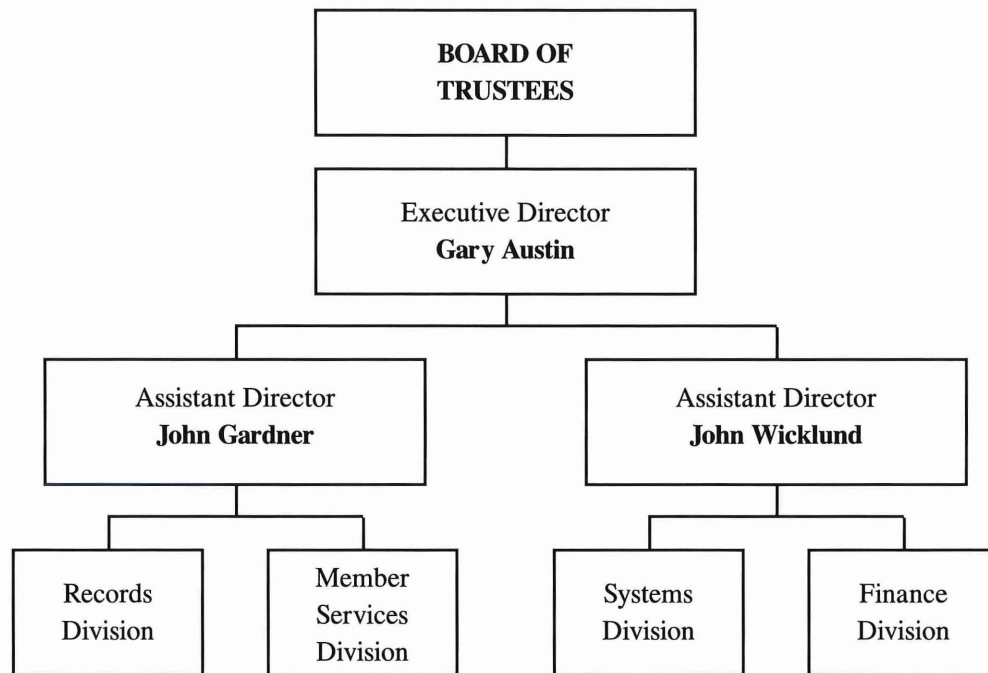 BOARD OF
TRUSTEES
Executive Director
Gary Austin
Assistant Director
John Gardner
Assistant Director
John Wicklund
Records
Division
Member
Services
Division
Systems
Division
Finance
Division